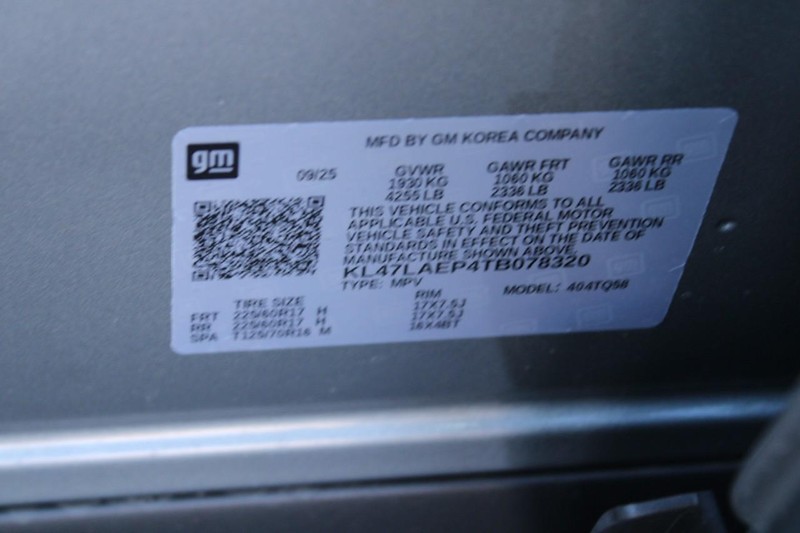 MFD BY GM KOREA COMPANY
gm
09/25
GVWR GAWR FRT GAWR RR
1930 KG 1060 KG 1060 KG
4255 LB 2336 LB 2336 LB
THIS VEHICLE CONFORMS TO ALL
APPLICABLE U.S. FEDERAL MOTOR
VEHICLE SAFETY AND THEFT PREVENTION
STANDARDS IN EFFECT ON THE DATE OF
MANUFACTURE SHOWN ABOVE.
KL47LAEP4TB078320
TYPE: MPV MODEL: 404TQ58
TIRE SIZE RIM
FRT 225/60R17 H 17X7.5J
RR 225/60R17 H 17X7.5J
SPA T125/70R16 M 16X4BT